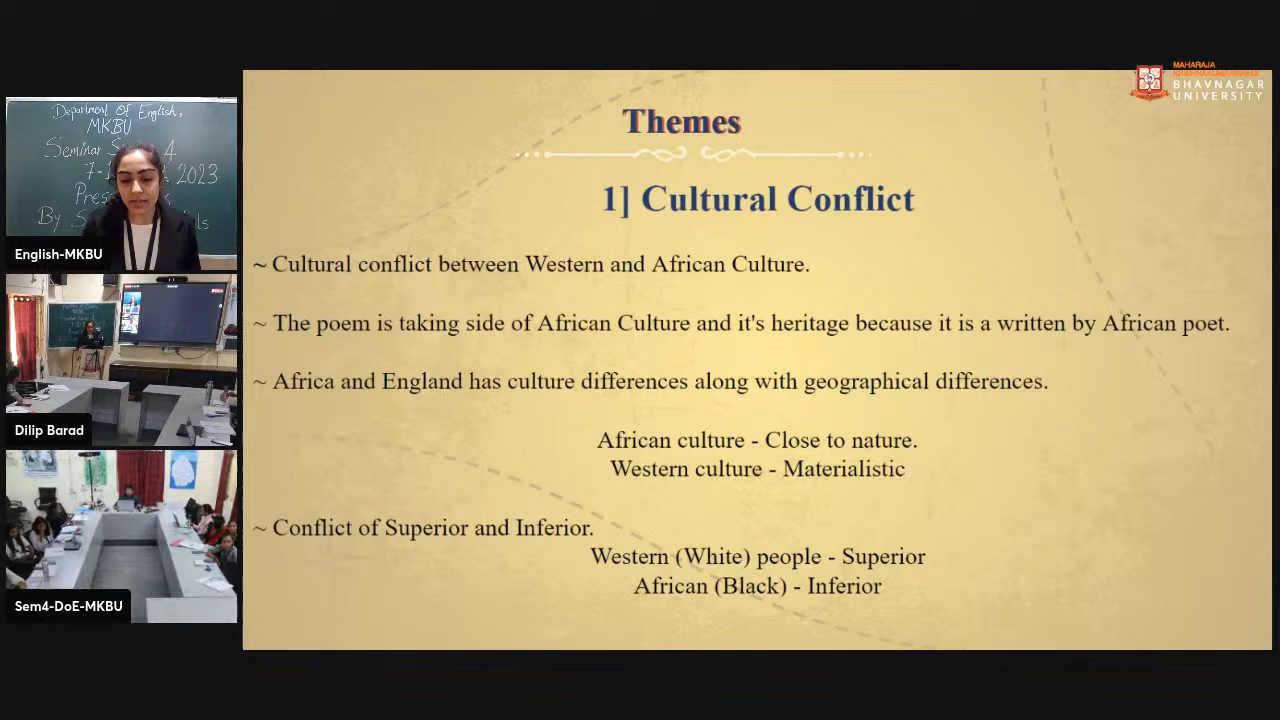 MAHARAJA
KRISHNAKUMARSINHJI
BHAVNAGAR
UNIVERSITY
Department of English,
MKBU
Seminar
4
2023
By
English-MKBU
Dilip Barad
Sem4-DoE-MKBU
Themes
1] Cultural Conflict
~ Cultural conflict between Western and African Culture.
~ The poem is taking side of African Culture and it's heritage because it is a written by African poet.
~ Africa and England has culture differences along with geographical differences.
African culture - Close to nature.
Western culture - Materialistic
~ Conflict of Superior and Inferior.
Western (White) people - Superior
African (Black) - Inferior